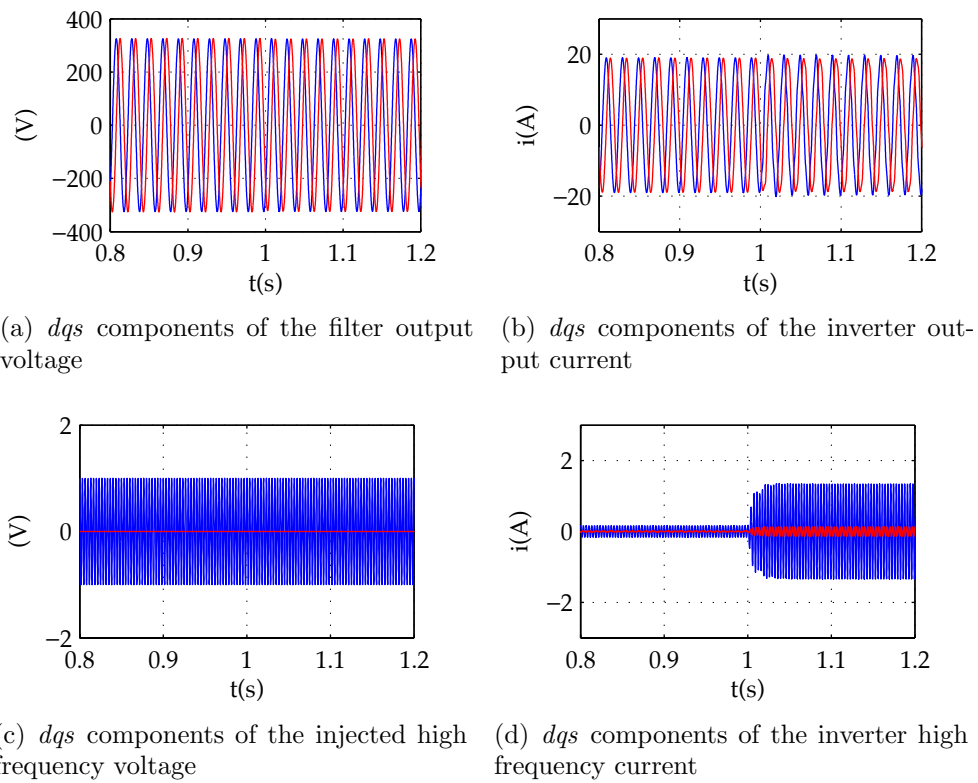 400
200
0
−200
−400
(V)
0.8 0.9 1 1.1 1.2
t(s)
20
0
−20
i(A)
0.8 0.9 1 1.1 1.2
t(s)
(a) dqs components of the filter output
voltage
(b) dqs components of the inverter out-
put current
2
0
−2
(V)
0.8 0.9 1 1.1 1.2
t(s)
2
0
−2
i(A)
0.8 0.9 1 1.1 1.2
t(s)
(c) dqs components of the injected high
frequency voltage
(d) dqs components of the inverter high
frequency current